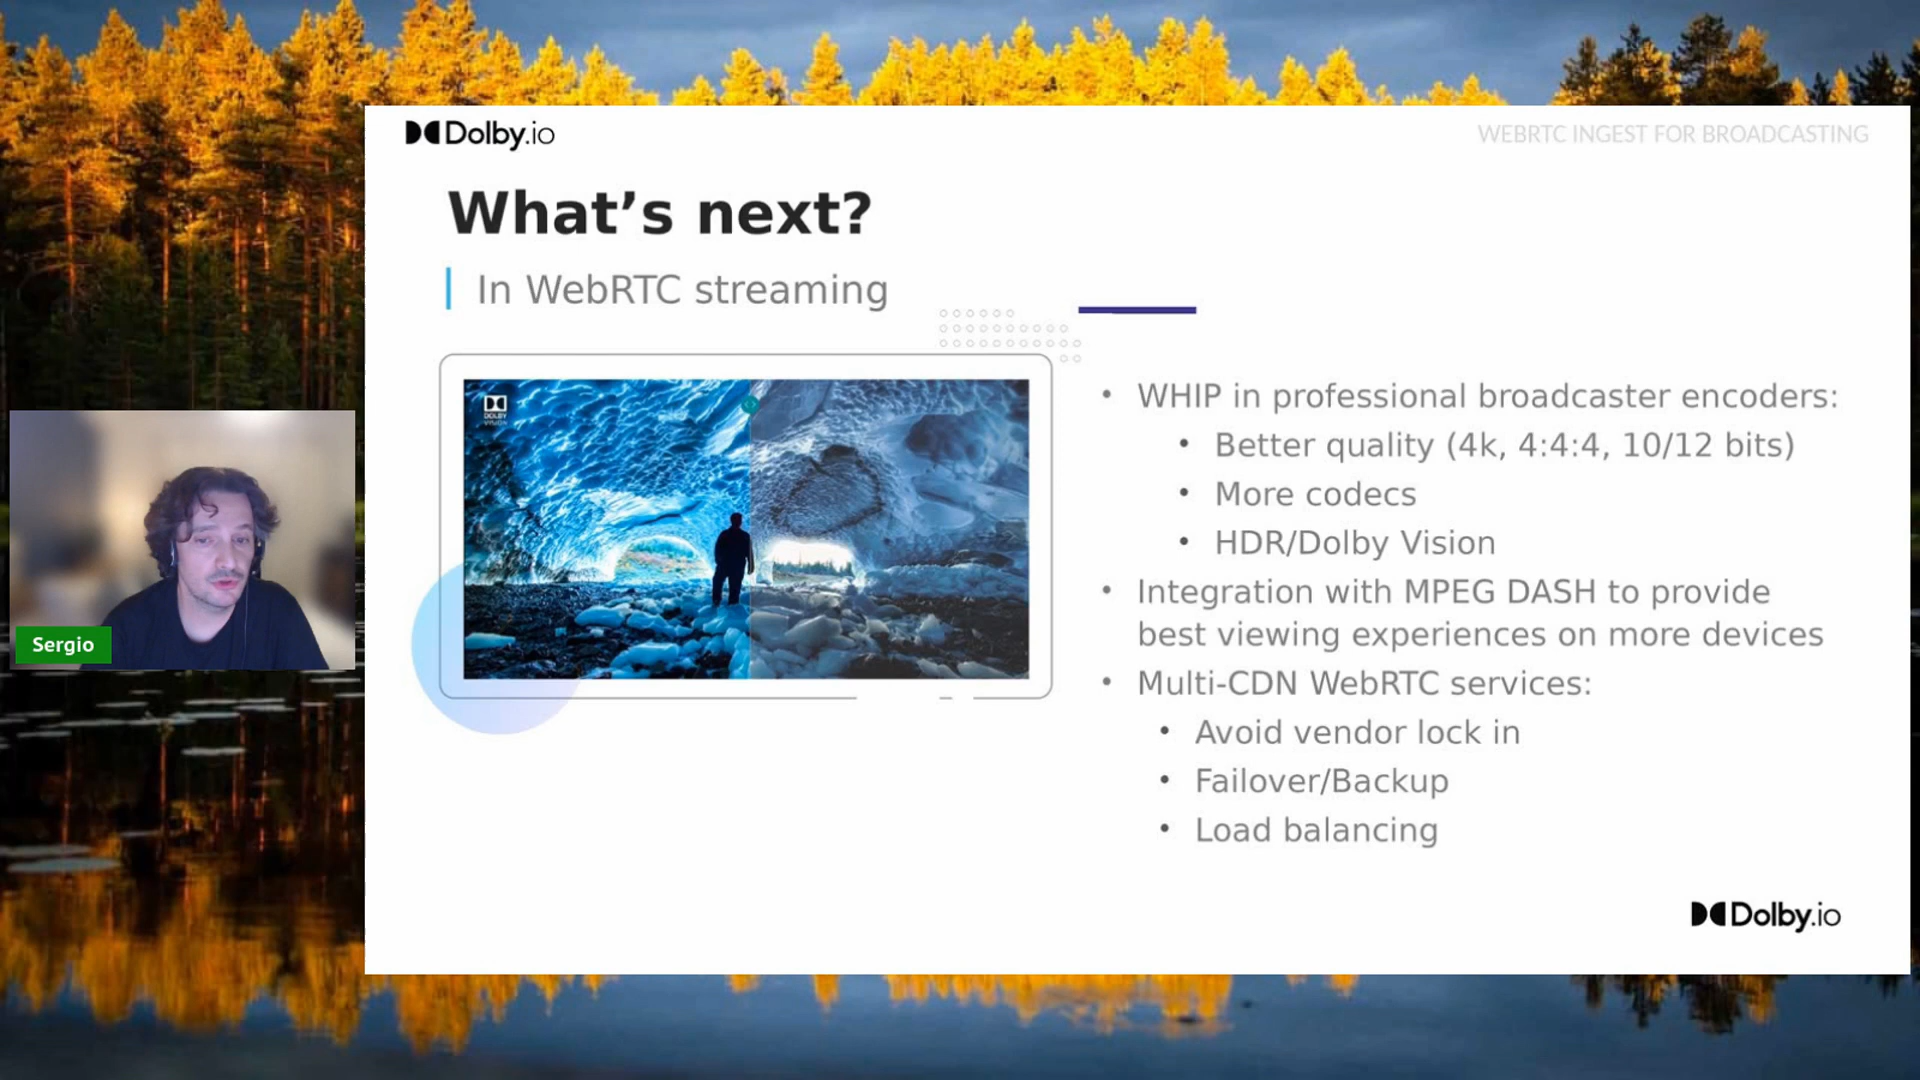 Dolby.io
WEBRTC INGEST FOR BROADCASTING
What’s next?
In WebRTC streaming
DOLBY
VISION
• WHIP in professional broadcaster encoders:
• Better quality (4k, 4:4:4, 10/12 bits)
• More codecs
• HDR/Dolby Vision
• Integration with MPEG DASH to provide
best viewing experiences on more devices
• Multi-CDN WebRTC services:
• Avoid vendor lock in
• Failover/Backup
• Load balancing
Sergio
Dolby.io